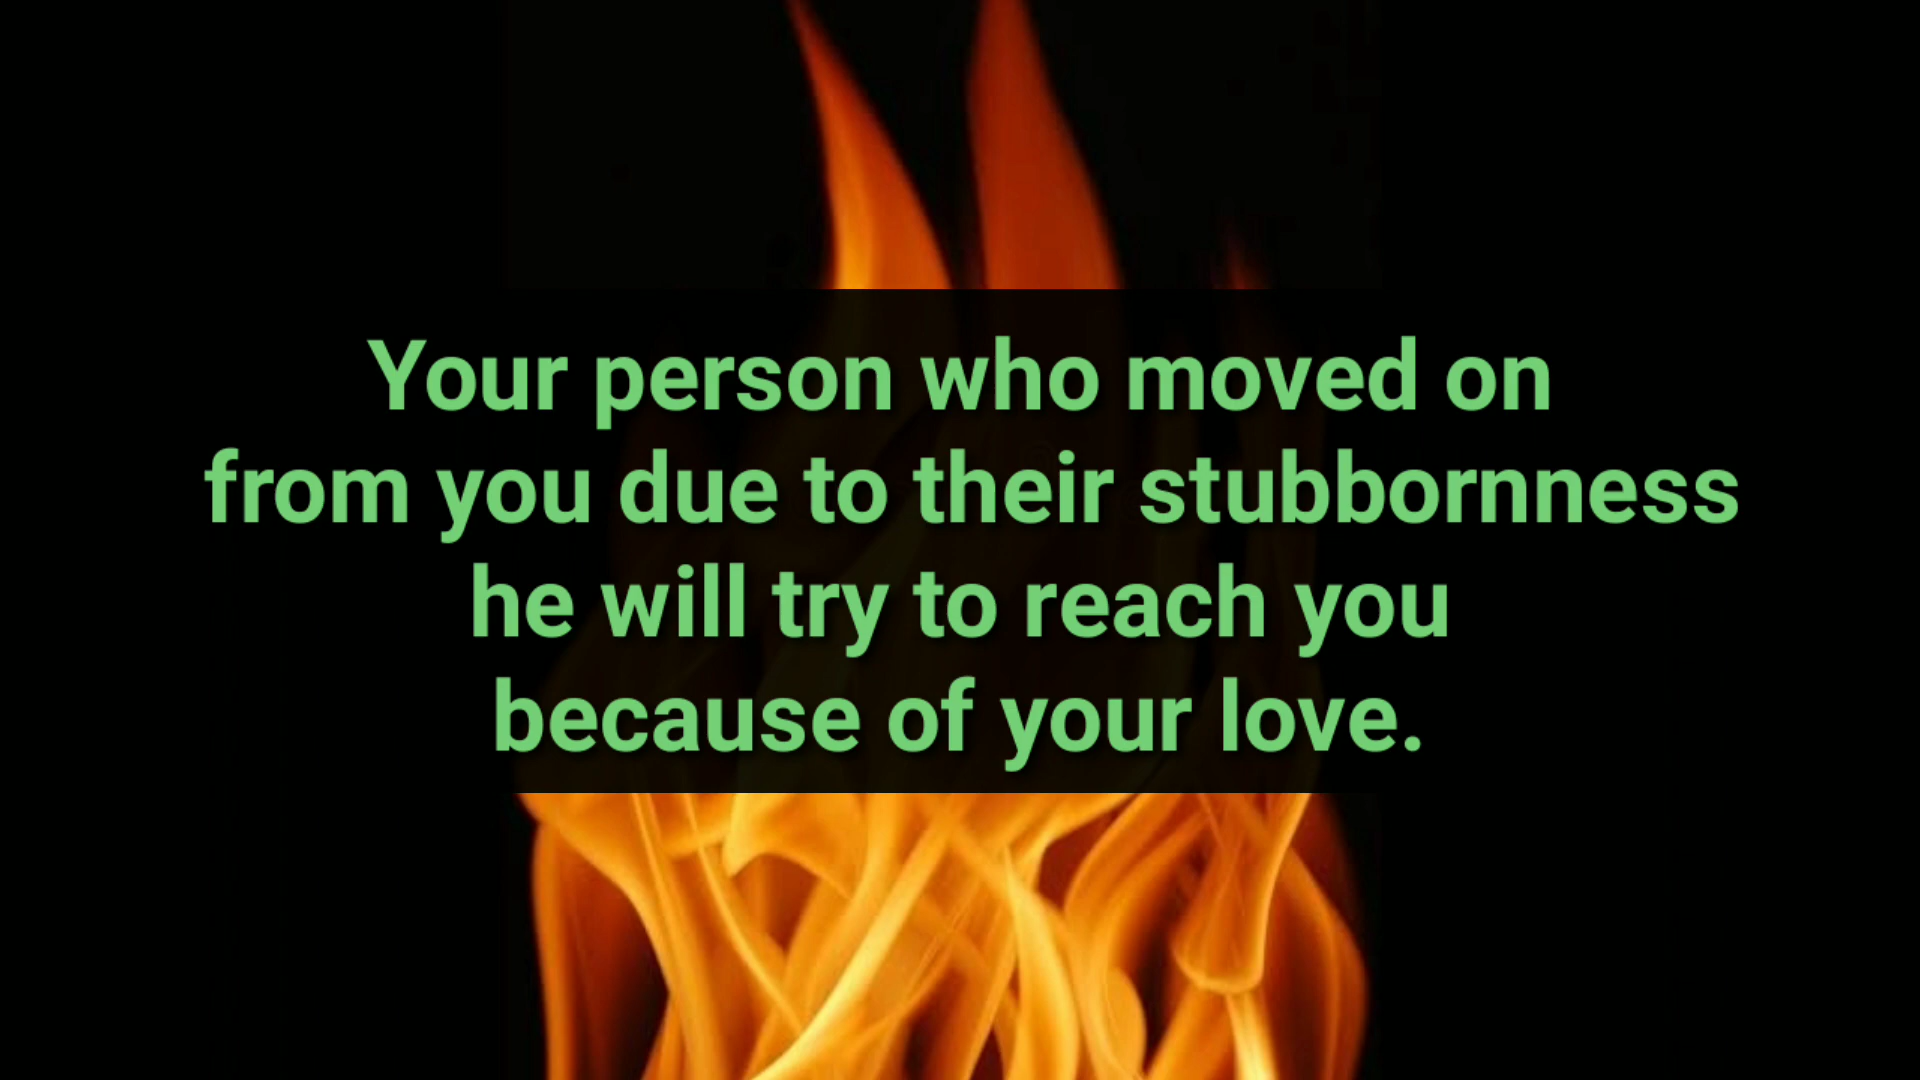 Your person who moved on
from you due to their stubbornness
he will try to reach you
because of your love.